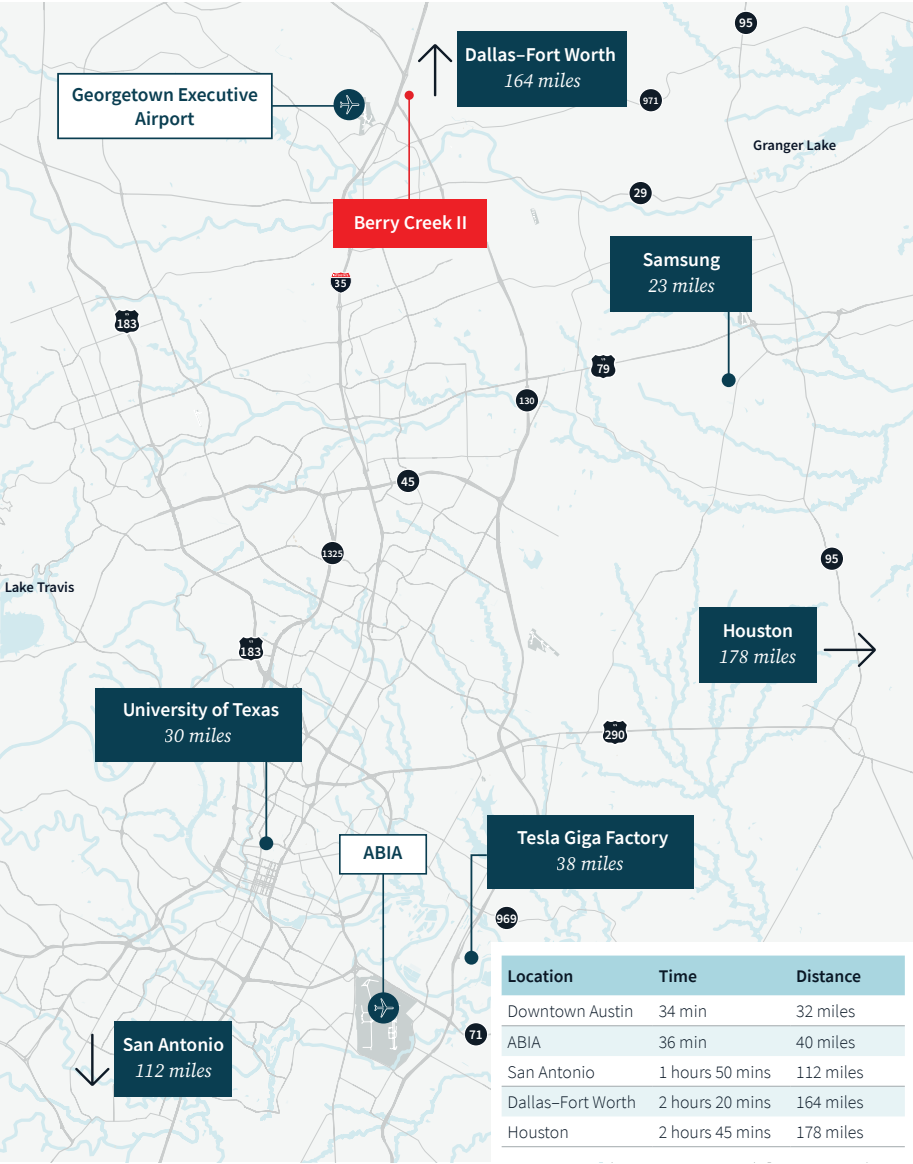 95
Dallas–Fort Worth
164 miles
Georgetown Executive
Airport
971
Granger Lake
29
Berry Creek II
Samsung
23 miles
35
183
79
130
45
1325
95
Lake Travis
Houston
178 miles
183
University of Texas
30 miles
290
Tesla Giga Factory
38 miles
ABIA
969
71
San Antonio
112 miles
Location Time Distance
Downtown Austin 34 min 32 miles
ABIA 36 min 40 miles
San Antonio 1 hours 50 mins 112 miles
Dallas–Fort Worth 2 hours 20 mins 164 miles
Houston 2 hours 45 mins 178 miles